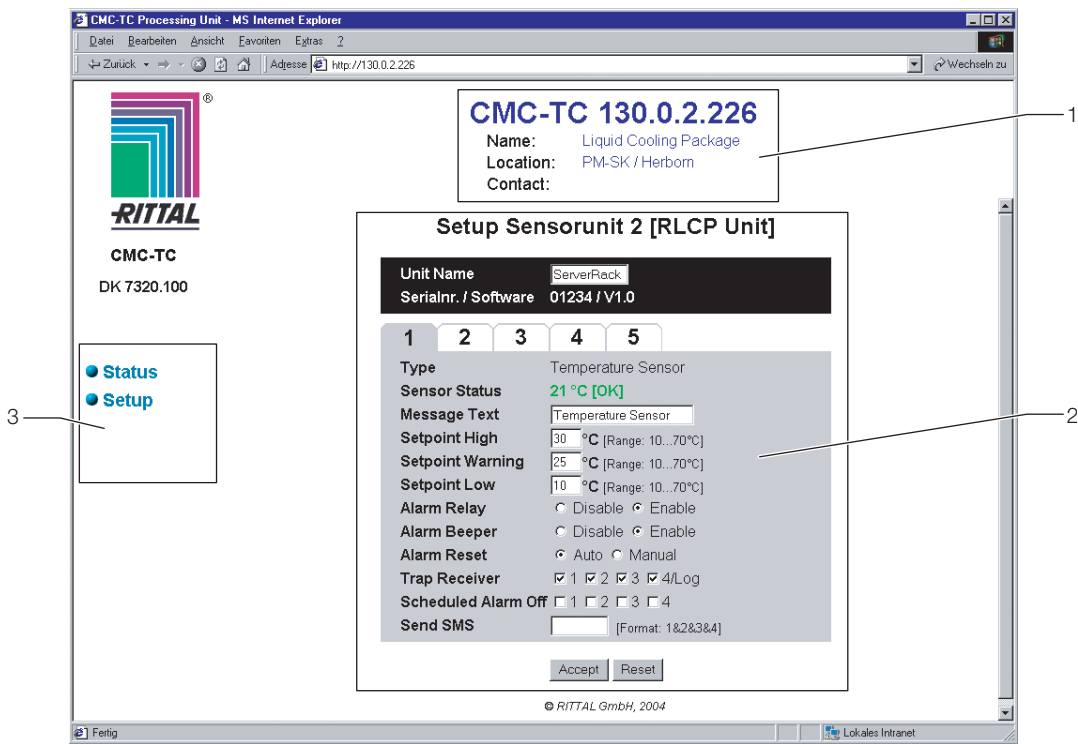 CMC-TC Processing Unit - MS Internet Explorer
Datei Bearbeiten Ansicht Favoriten Extras ?
Zurück Adresse http://130.0.2.226 Wechseln zu
®
RITTAL
CMC-TC
DK 7320.100
Status
Setup
3
CMC-TC 130.0.2.226
Name: Liquid Cooling Package
Location: PM-SK / Herborn
Contact:
1
Setup Sensorunit 2 [RLCP Unit]
Unit Name ServerRack
Serialnr. / Software 01234 / V1.0
1 2 3 4 5
Type Temperature Sensor
Sensor Status 21 °C [OK]
Message Text Temperature Sensor
Setpoint High 30 °C [Range: 10...70°C]
Setpoint Warning 25 °C [Range: 10...70°C]
Setpoint Low 10 °C [Range: 10...70°C]
Alarm Relay Disable Enable
Alarm Beeper Disable Enable
Alarm Reset Auto Manual
Trap Receiver 1 2 3 4/Log
Scheduled Alarm Off 1 2 3 4
Send SMS [Format: 1&2&3&4]
2
Accept Reset
© RITTAL GmbH, 2004
Fertig Lokales Intranet